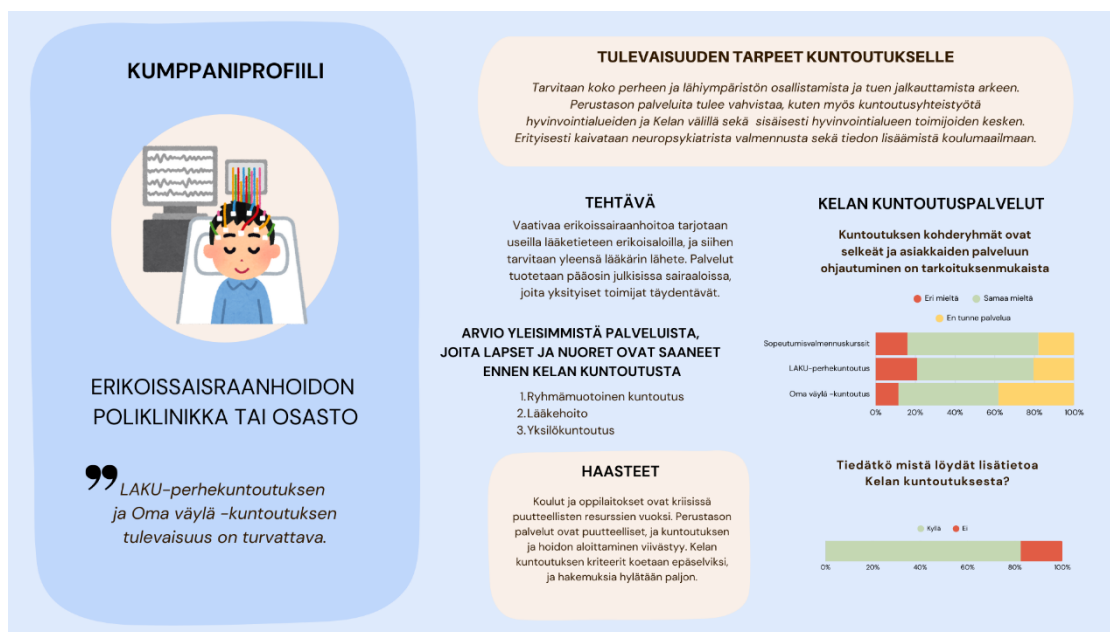 KUMPPANIPROFIILI
ERIKOISSAISRAANHOIDON
POLIKLINIKKA TAI OSASTO
❞ LAKU-perhekuntoutuksen
ja Oma väylä -kuntoutuksen
tulevaisuus on turvattava.
TULEVAISUUDEN TARPEET KUNTOUTUKSELLE
Tarvitaan koko perheen ja lähiympäristön osallistamista ja tuen jalkauttamista arkeen.
Perustason palveluita tulee vahvistaa, kuten myös kuntoutusyhteistyötä
hyvinvointialueiden ja Kelan välillä sekä sisäisesti hyvinvointialueen toimijoiden kesken.
Erityisesti kaivataan neuropsykiatrista valmennusta sekä tiedon lisäämistä koulumaailmaan.
TEHTÄVÄ
Vaativaa erikoissairaanhoitoa tarjotaan
useilla lääketieteen erikoisaloilla, ja siihen
tarvitaan yleensä lääkärin lähete. Palvelut
tuotetaan pääosin julkisissa sairaaloissa,
joita yksityiset toimijat täydentävät.
ARVIO YLEISIMMISTÄ PALVELUISTA,
JOITA LAPSET JA NUORET OVAT SAANEET
ENNEN KELAN KUNTOUTUSTA
1. Ryhmämuotoinen kuntoutus
2. Lääkehoito
3. Yksilökuntoutus
HAASTEET
Koulut ja oppilaitokset ovat kriisissä
puutteellisten resurssien vuoksi. Perustason
palvelut ovat puutteelliset, ja kuntoutuksen
ja hoidon aloittaminen viivästyy. Kelan
kuntoutuksen kriteerit koetaan epäselviksi,
ja hakemuksia hylätään paljon.
KELAN KUNTOUTUSPALVELUT
Kuntoutuksen kohderyhmät ovat
selkeät ja asiakkaiden palveluun
ohjautuminen on tarkoituksenmukaista
Eri mieltä Samaa mieltä
En tunne palvelua
Sopeutumisvalmennuskurssit
LAKU-perhekuntoutus
Oma väylä -kuntoutus
0% 20% 40% 60% 80% 100%
Tiedätkö mistä löydät lisätietoa
Kelan kuntoutuksesta?
Kyllä Ei
0% 20% 40% 60% 80% 100%